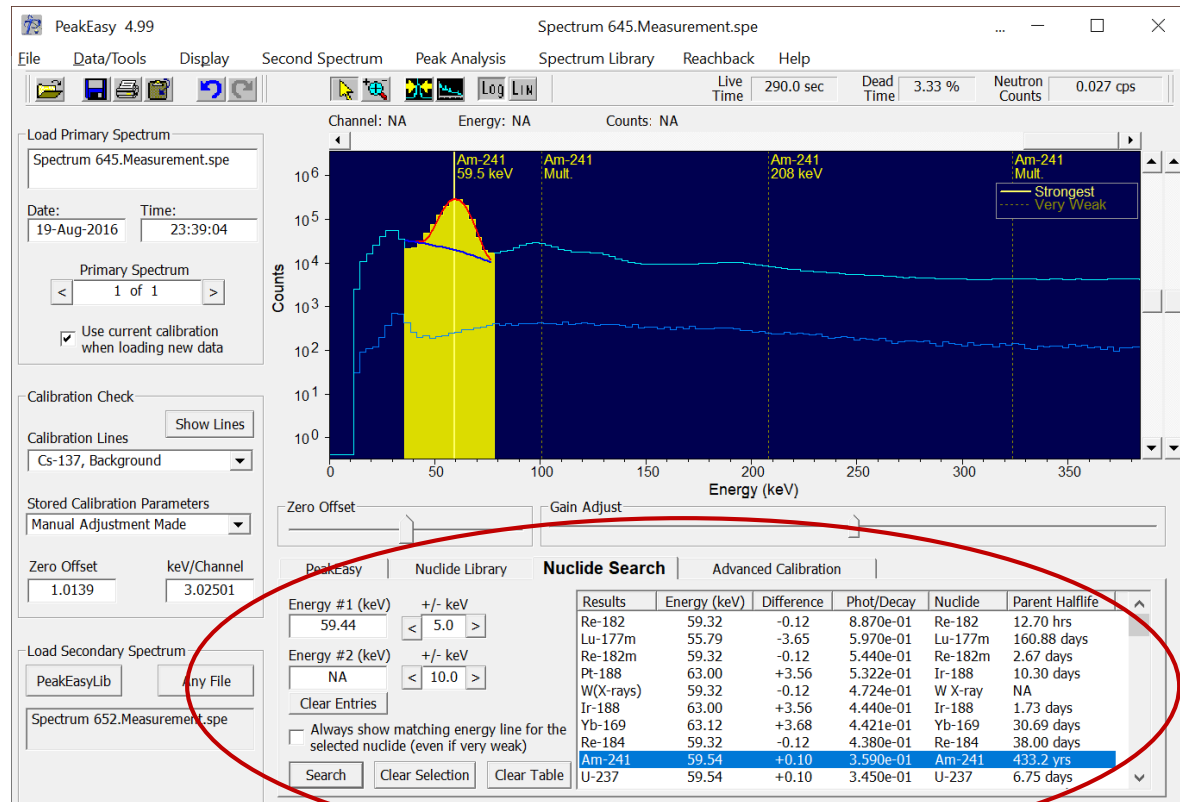 PeakEasy 4.99
Spectrum 645.Measurement.spe
...
File Data/Tools Display Second Spectrum Peak Analysis Spectrum Library Reachback Help
Log LIN Live Time 290.0 sec Dead Time 3.33 % Neutron Counts 0.027 cps
Channel: NA Energy: NA Counts: NA
Load Primary Spectrum
Spectrum 645.Measurement.spe
Date: Time:
19-Aug-2016 23:39:04
Primary Spectrum
< 1 of 1 >
Use current calibration
when loading new data
Calibration Check
Show Lines
Calibration Lines
Cs-137, Background
Stored Calibration Parameters
Manual Adjustment Made
Zero Offset keV/Channel
1.0139 3.02501
Load Secondary Spectrum
PeakEasyLib Any File
Spectrum 652.Measurement.spe
Am-241 Am-241 Am-241 Am-241
59.5 keV Mult. 208 keV Mult.
Strongest
Very Weak
Counts
10^6
10^5
10^4
10^3
10^2
10^1
10^0
0 50 100 150 200 250 300 350
Energy (keV)
Zero Offset Gain Adjust
PeakEasy Nuclide Library Nuclide Search Advanced Calibration
Energy #1 (keV) +/- keV
59.44 < 5.0 >
Energy #2 (keV) +/- keV
NA < 10.0 >
Clear Entries
Always show matching energy line for the
selected nuclide (even if very weak)
Search Clear Selection Clear Table
Results Energy (keV) Difference Phot/Decay Nuclide Parent Halflife
Re-182 59.32 -0.12 8.870e-01 Re-182 12.70 hrs
Lu-177m 55.79 -3.65 5.970e-01 Lu-177m 160.88 days
Re-182m 59.32 -0.12 5.440e-01 Re-182m 2.67 days
Pt-188 63.00 +3.56 5.322e-01 Ir-188 10.30 days
W(X-rays) 59.32 -0.12 4.724e-01 W X-ray NA
Ir-188 63.00 +3.56 4.440e-01 Ir-188 1.73 days
Yb-169 63.12 +3.68 4.421e-01 Yb-169 30.69 days
Re-184 59.32 -0.12 4.380e-01 Re-184 38.00 days
Am-241 59.54 +0.10 3.590e-01 Am-241 433.2 yrs
U-237 59.54 +0.10 3.450e-01 U-237 6.75 days